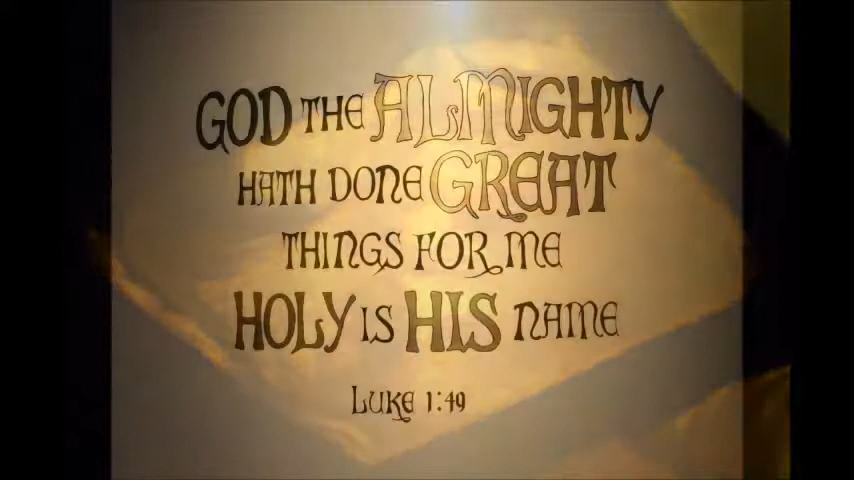 GOD THE ALMIGHTY
HATH DONE GREAT
THINGS FOR ME
HOLY IS HIS NAME
LUKE 1:49